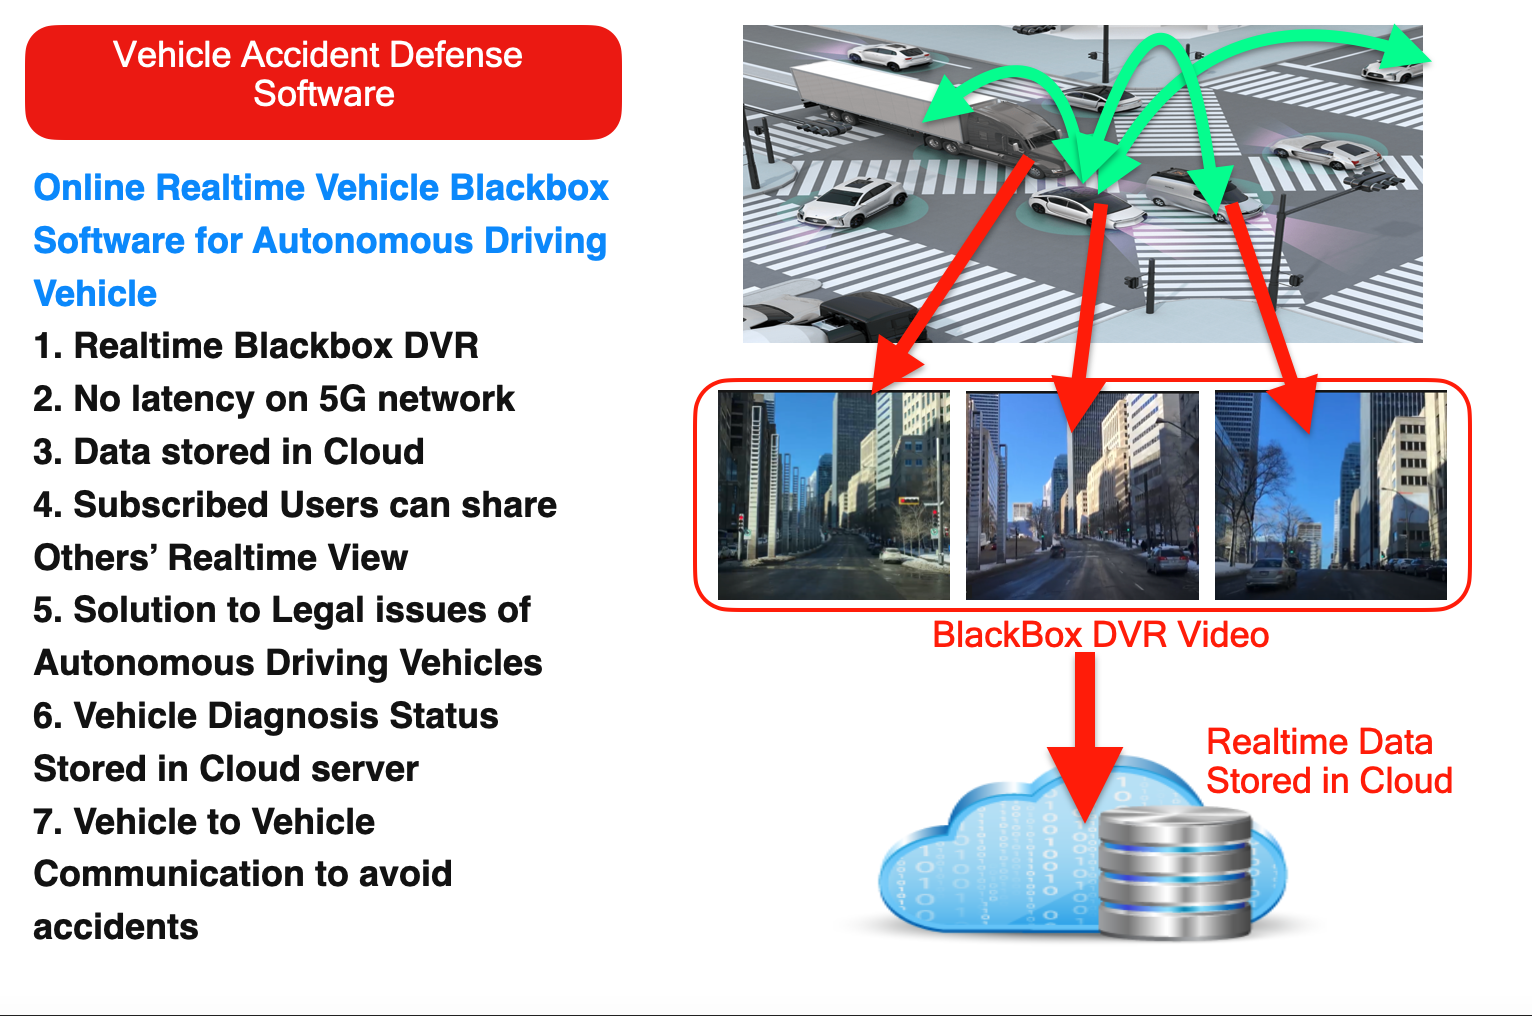 Vehicle Accident Defense
Software
Online Realtime Vehicle Blackbox
Software for Autonomous Driving
Vehicle
1. Realtime Blackbox DVR
2. No latency on 5G network
3. Data stored in Cloud
4. Subscribed Users can share
Others’ Realtime View
5. Solution to Legal issues of
Autonomous Driving Vehicles
6. Vehicle Diagnosis Status
Stored in Cloud server
7. Vehicle to Vehicle
Communication to avoid
accidents
BlackBox DVR Video
Realtime Data
Stored in Cloud